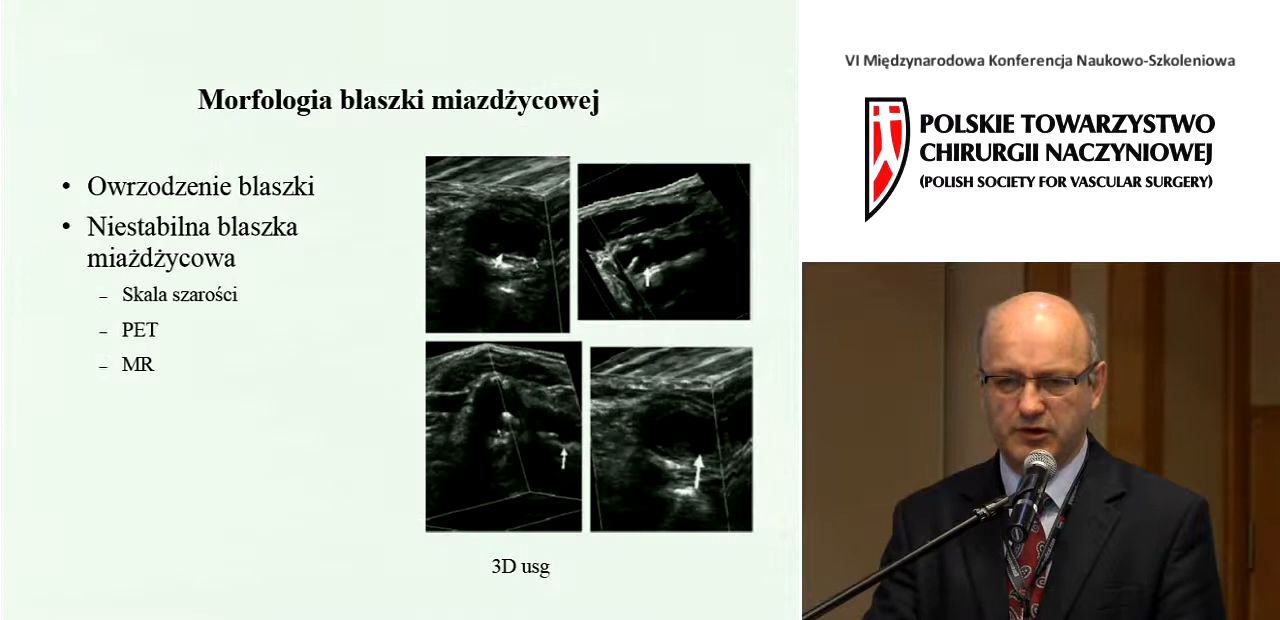 Morfologia blaszki miazdżycowej
• Owrzodzenie blaszki
• Niestabilna blaszka
miażdżycowa
– Skala szarości
– PET
– MR
3D usg
VI Międzynarodowa Konferencja Naukowo-Szkoleniowa
POLSKIE TOWARZYSTWO
CHIRURGII NACZYNIOWEJ
(POLISH SOCIETY FOR VASCULAR SURGERY)